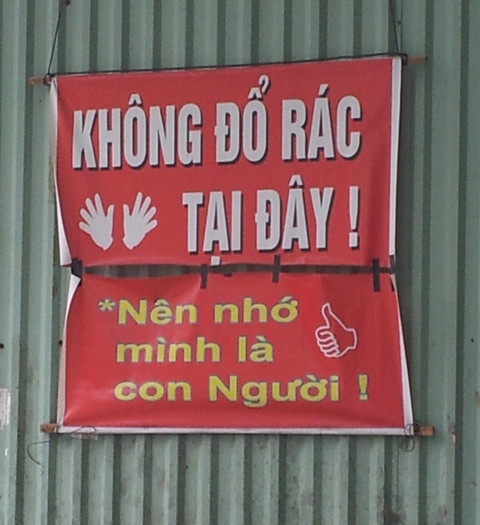 KHÔNG ĐỔ RÁC
TẠI ĐÂY !
*Nên nhớ
mình là
con Người !